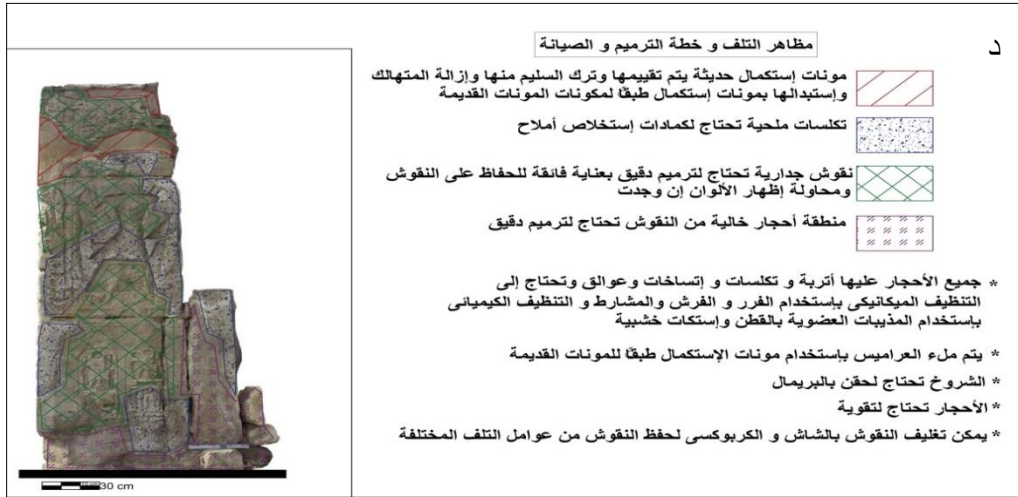 د
مظاهر التلف و خطة الترميم و الصيانة
مونات إستكمال حديثة يتم تقييمها وترك السليم منها وإزالة المتهالك
وإستبدالها بمونات إستكمال طبقًا لمكونات المونات القديمة
تكلسات ملحية تحتاج لكمادات إستخلاص أملاح
نقوش جدارية تحتاج لترميم دقيق بعناية فائقة للحفاظ على النقوش
ومحاولة إظهار الألوان إن وجدت
منطقة أحجار خالية من النقوش تحتاج لترميم دقيق
* جميع الأحجار عليها أتربة و تكلسات و إتساخات وعوالق وتحتاج إلى
التنظيف الميكانيكى بإستخدام الفرر و الفرش والمشارط و التنظيف الكيميائى
بإستخدام المذيبات العضوية بالقطن وإستكات خشبية
* يتم ملء العراميس بإستخدام مونات الإستكمال طبقًا للمونات القديمة
* الشروخ تحتاج لحقن بالبريمال
* الأحجار تحتاج لتقوية
* يمكن تغليف النقوش بالشاش و الكربوكسى لحفظ النقوش من عوامل التلف المختلفة
30 cm